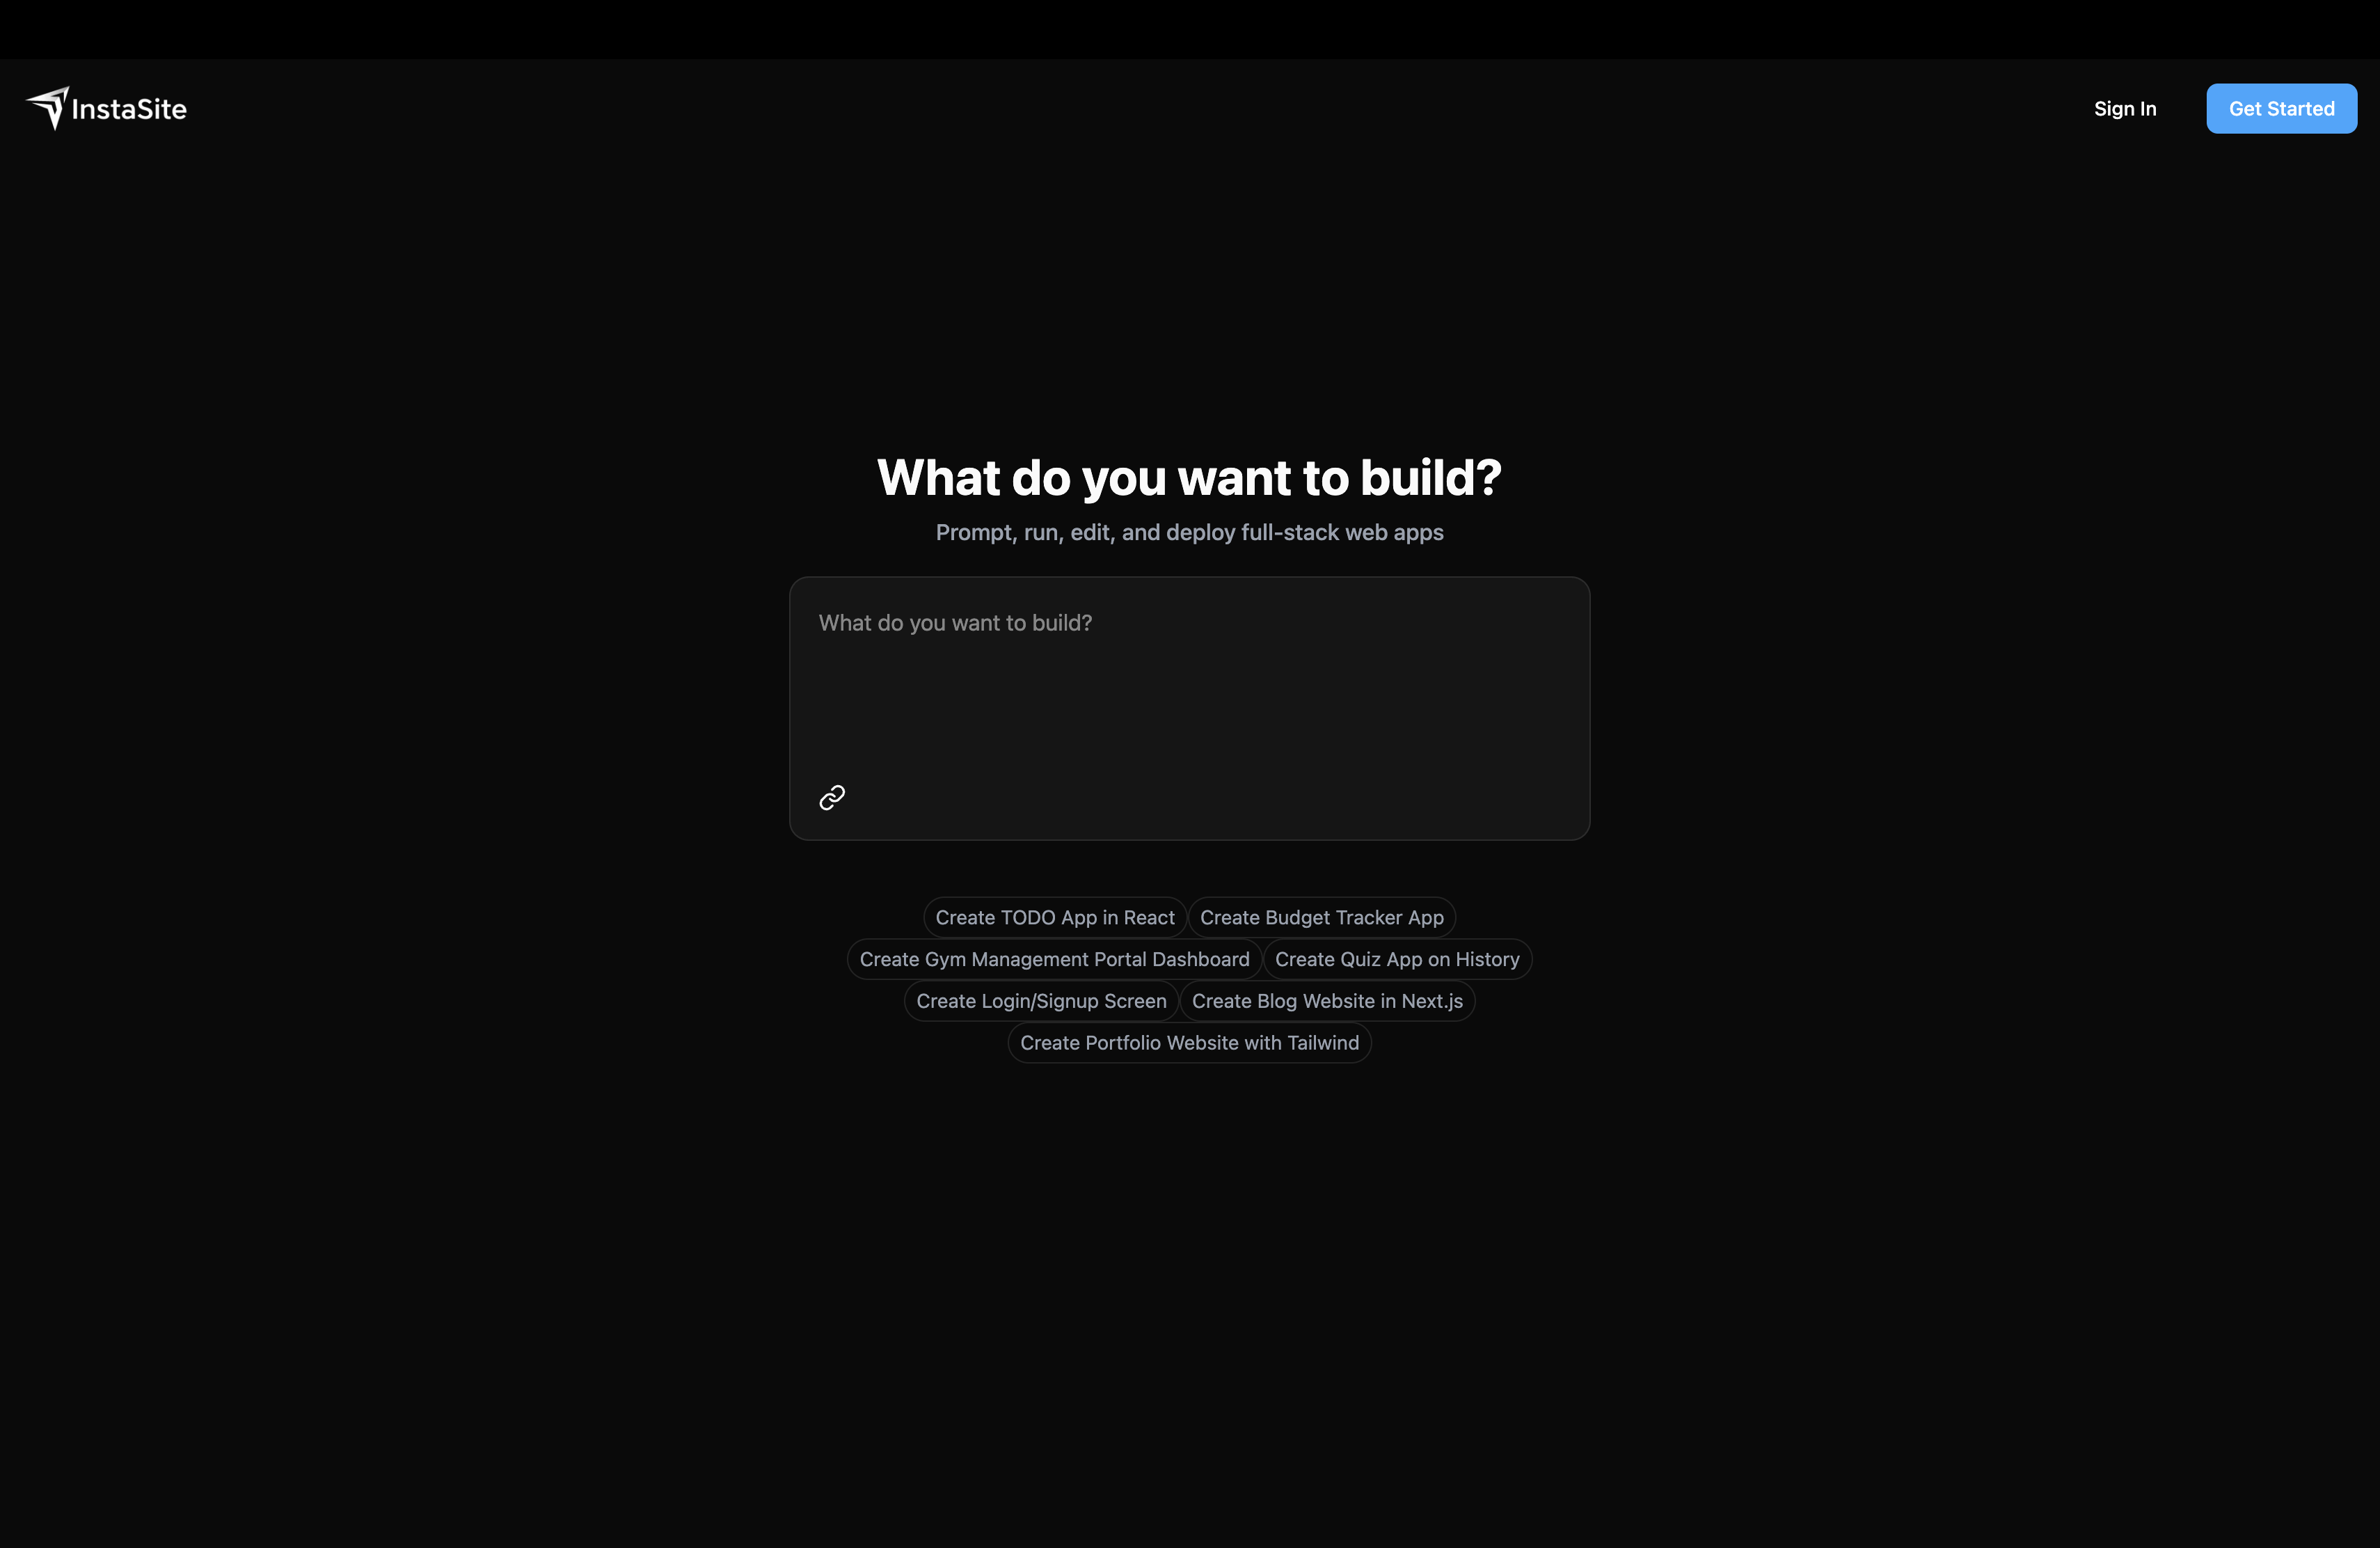 InstaSite
Sign In
Get Started
What do you want to build?
Prompt, run, edit, and deploy full-stack web apps
What do you want to build?
Create TODO App in React
Create Budget Tracker App
Create Gym Management Portal Dashboard
Create Quiz App on History
Create Login/Signup Screen
Create Blog Website in Next.js
Create Portfolio Website with Tailwind